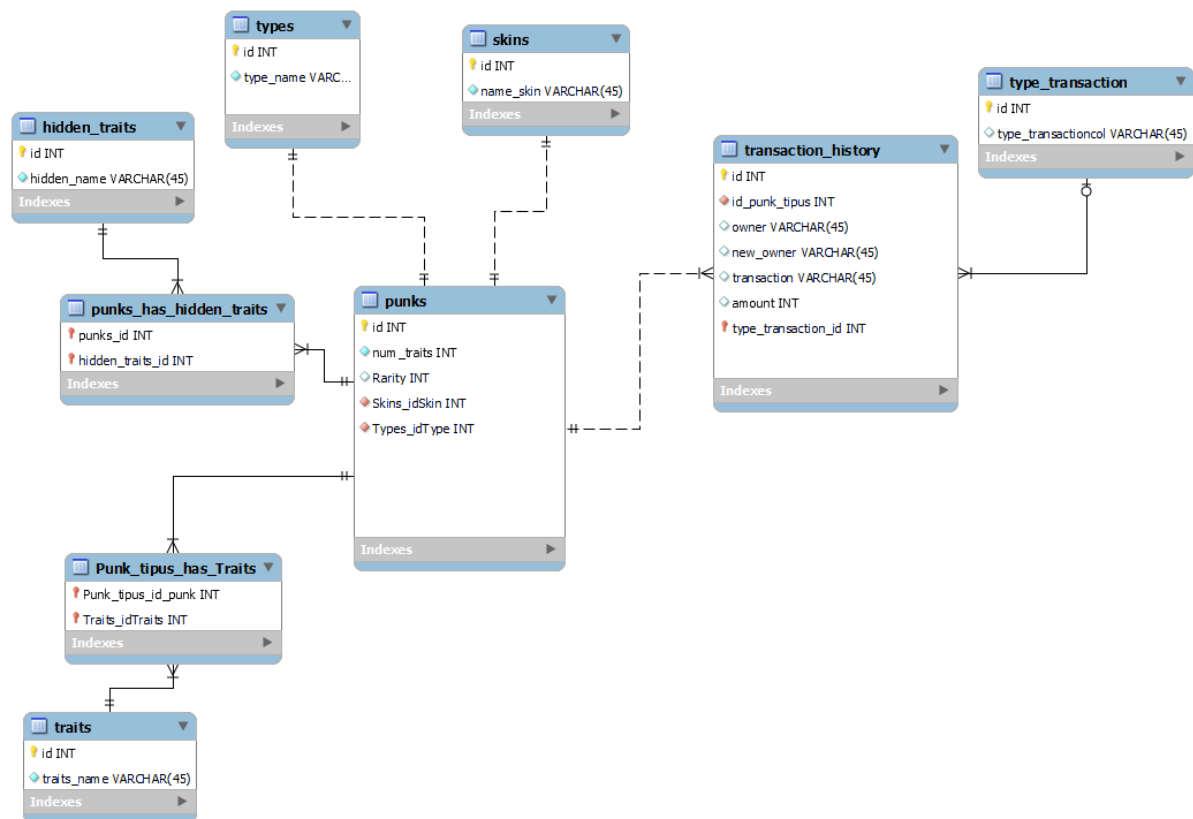 types
id INT
type_name VARC...
Indexes
skins
id INT
name_skin VARCHAR(45)
Indexes
type_transaction
id INT
type_transactioncol VARCHAR(45)
Indexes
hidden_traits
id INT
hidden_name VARCHAR(45)
Indexes
transaction_history
id INT
id_punk_tipus INT
owner VARCHAR(45)
new_owner VARCHAR(45)
transaction VARCHAR(45)
amount INT
type_transaction_id INT
Indexes
punks_has_hidden_traits
punks_id INT
hidden_traits_id INT
Indexes
punks
id INT
num_traits INT
Rarity INT
Skins_idSkin INT
Types_idType INT
Indexes
Punk_tipus_has_Traits
Punk_tipus_id_punk INT
Traits_idTraits INT
Indexes
traits
id INT
traits_name VARCHAR(45)
Indexes